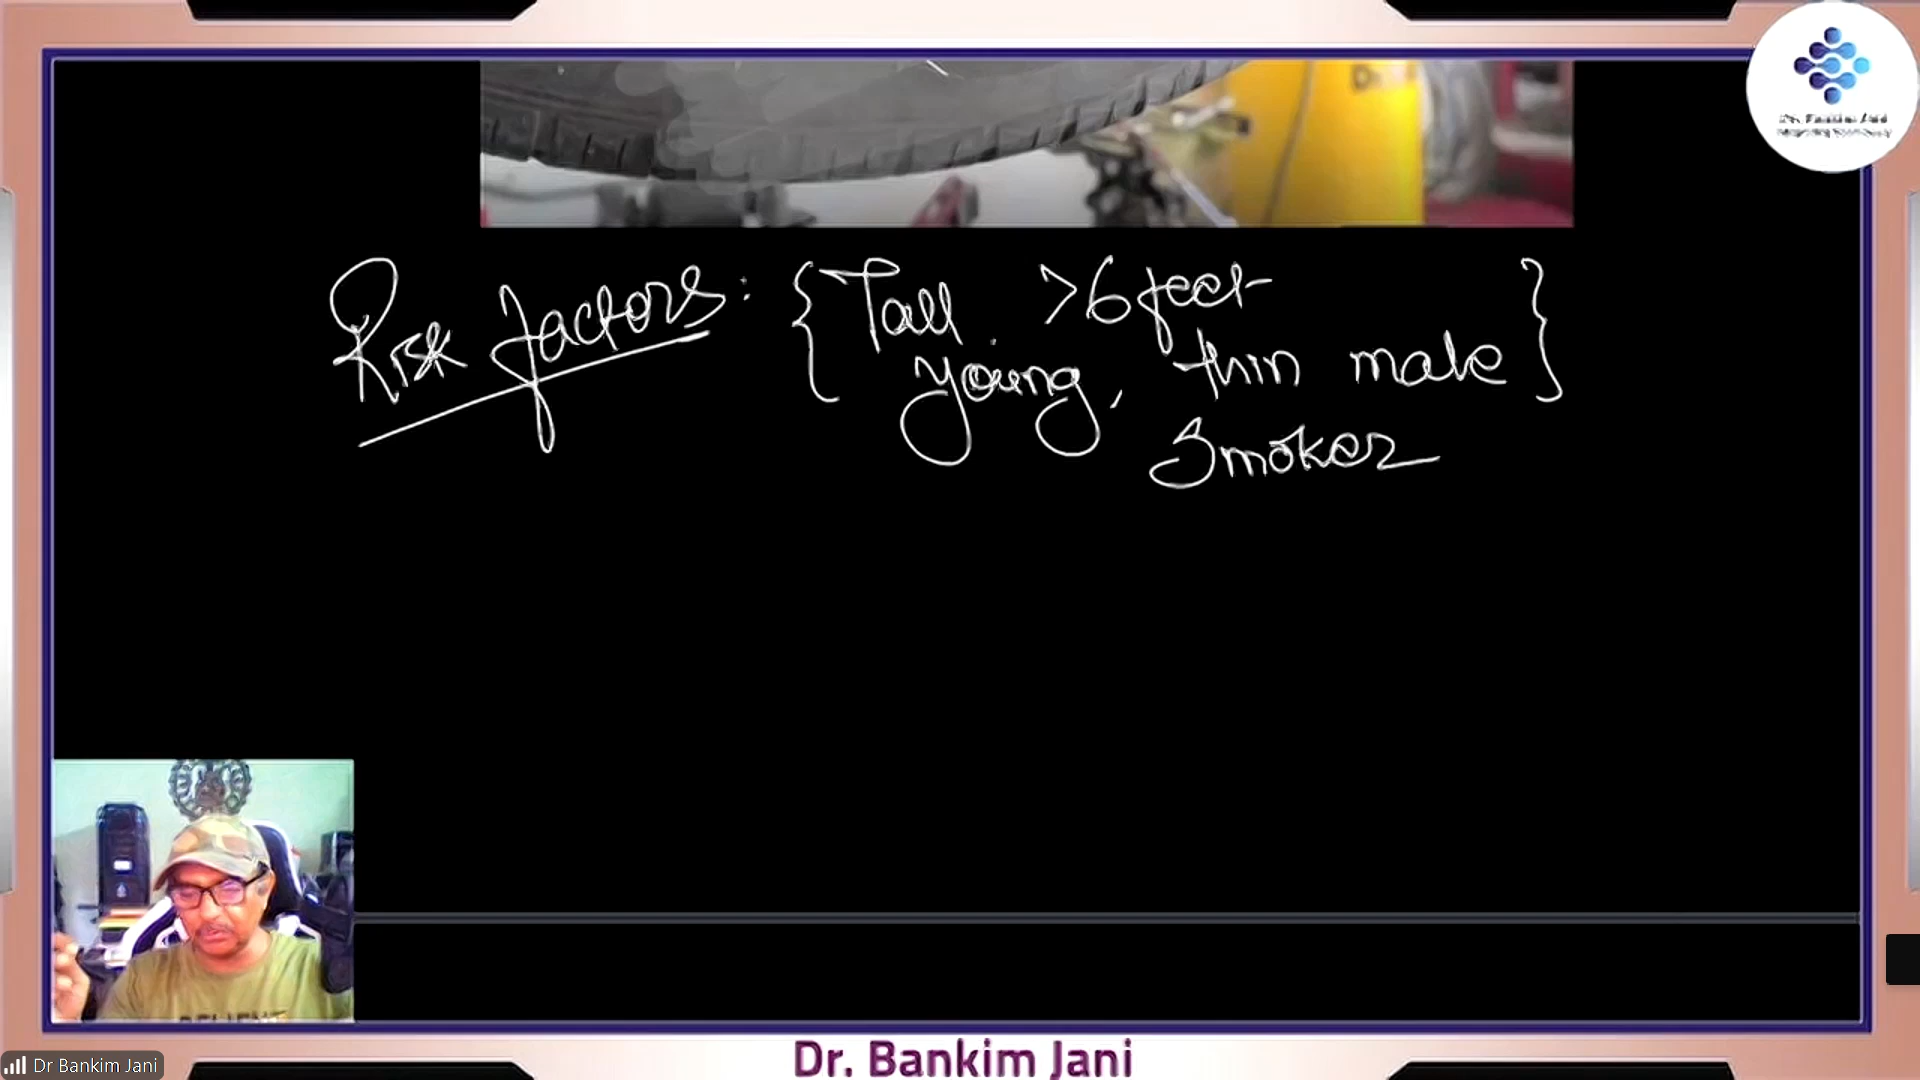 Risk factors: { Tall >6 feet
young, thin male }
Smoker
Dr Bankim Jani
Dr. Bankim Jani